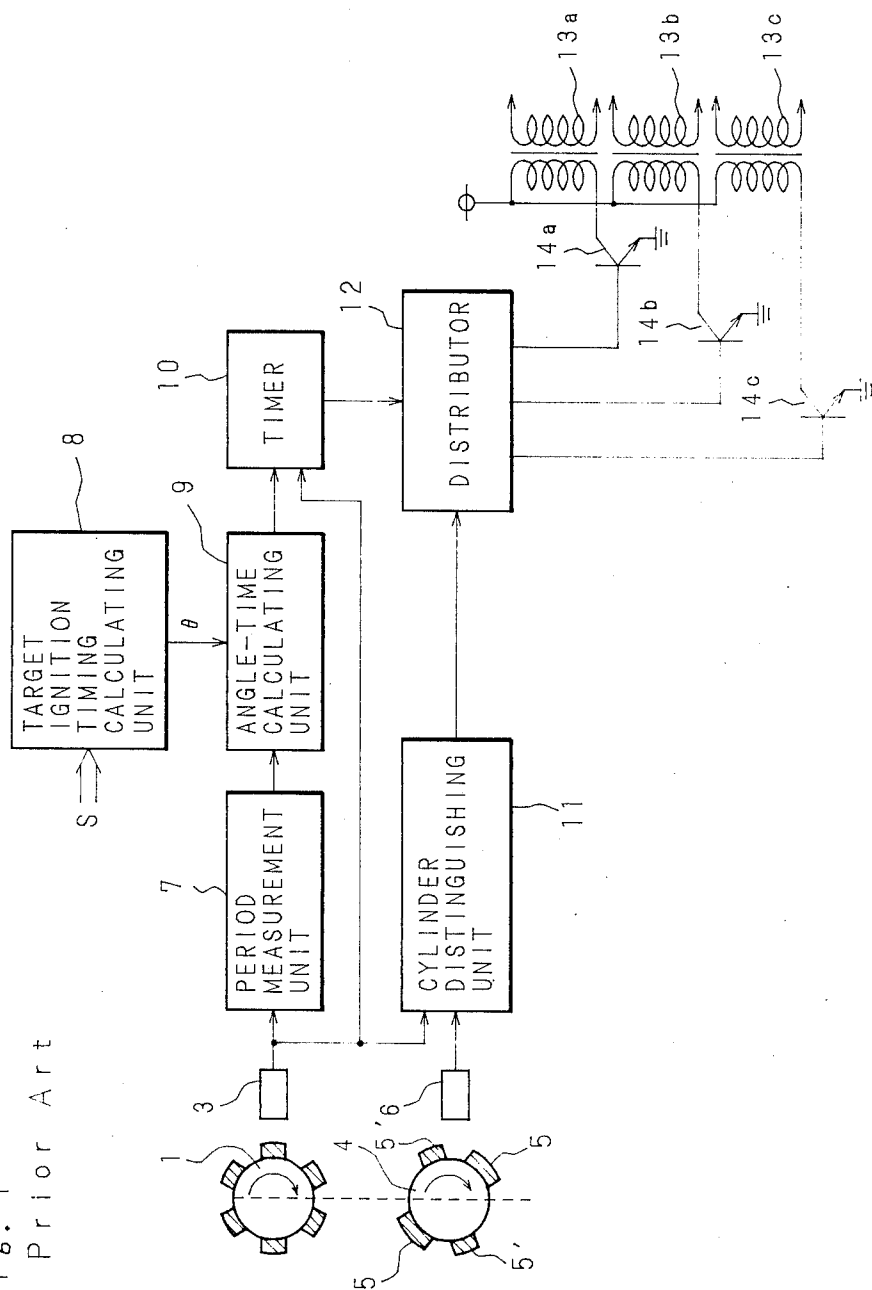 Prior Art
S
TARGET
IGNITION
TIMING
CALCULATING
UNIT
8
θ
1
3
7
PERIOD
MEASUREMENT
UNIT
9
ANGLE-TIME
CALCULATING
UNIT
10
TIMER
4
5
5'
5'
5
6
CYLINDER
DISTINGUISHING
UNIT
11
12
DISTRIBUTOR
14a
14b
14c
13a
13b
13c